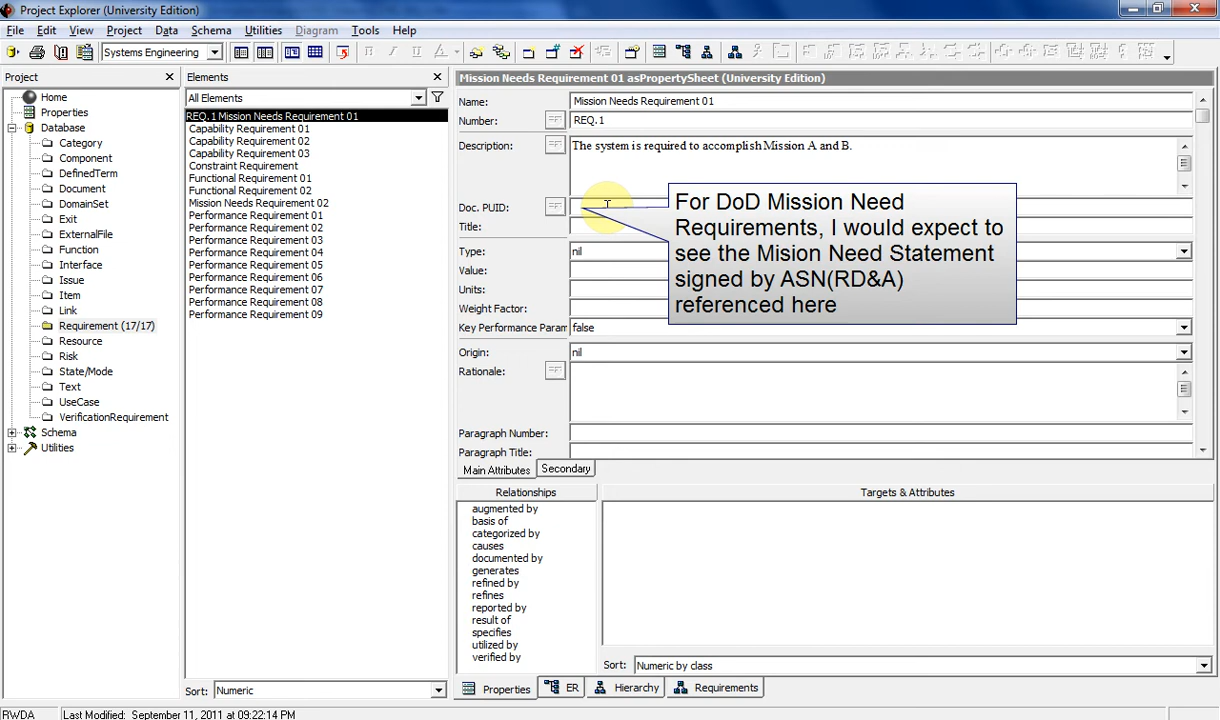 Project Explorer (University Edition)
File Edit View Project Data Schema Utilities Diagram Tools Help
Systems Engineering
Project
Home
Properties
Database
Category
Component
DefinedTerm
Document
DomainSet
Exit
ExternalFile
Function
Interface
Issue
Item
Link
Requirement (17/17)
Resource
Risk
State/Mode
Text
UseCase
VerificationRequirement
Schema
Utilities
Elements
All Elements
REQ.1 Mission Needs Requirement 01
Capability Requirement 01
Capability Requirement 02
Capability Requirement 03
Constraint Requirement
Functional Requirement 01
Functional Requirement 02
Mission Needs Requirement 02
Performance Requirement 01
Performance Requirement 02
Performance Requirement 03
Performance Requirement 04
Performance Requirement 05
Performance Requirement 06
Performance Requirement 07
Performance Requirement 08
Performance Requirement 09
Sort: Numeric
Mission Needs Requirement 01 asPropertySheet (University Edition)
Name: Mission Needs Requirement 01
Number: REQ.1
Description: The system is required to accomplish Mission A and B.
Doc. PUID:
Title:
Type: nil
Value:
Units:
Weight Factor:
Key Performance Param false
Origin: nil
Rationale:
Paragraph Number:
Paragraph Title:
For DoD Mission Need
Requirements, I would expect to
see the Mision Need Statement
signed by ASN(RD&A)
referenced here
Main Attributes Secondary
Relationships
augmented by
basis of
categorized by
causes
documented by
generates
refined by
refines
reported by
result of
specifies
utilized by
verified by
Targets & Attributes
Sort: Numeric by class
Properties ER Hierarchy Requirements
RWDA Last Modified: September 11, 2011 at 09:22:14 PM